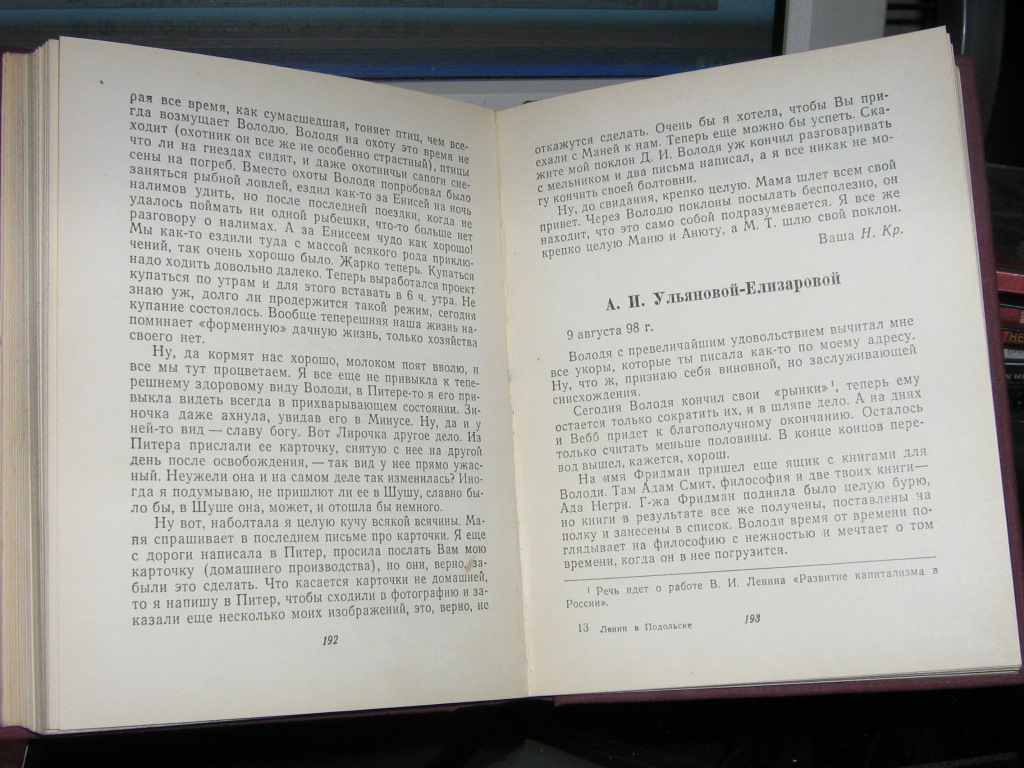 рая все время, как сумасшедшая, гоняет птиц, чем все-
гда возмущает Володю. Володя на охоту это время не
ходит (охотник он все же не особенно страстный), птицы
что ли на гнездах сидят, и даже охотничьи сапоги сне-
сены на погреб. Вместо охоты Володя попробовал было
заняться рыбной ловлей, ездил как-то за Енисей на ночь
налимов удить, но после последней поездки, когда не
удалось поймать ни одной рыбешки, что-то больше нет
разговору о налимах. А за Енисеем чудо как хорошо!
Мы как-то ездили туда с массой всякого рода приклю-
чений, так очень хорошо было. Жарко теперь. Купаться
надо ходить довольно далеко. Теперь выработался проект
купаться по утрам и для этого вставать в 6 ч. утра. Не
знаю уж, долго ли продержится такой режим, сегодня
купание состоялось. Вообще теперешняя наша жизнь на-
поминает «форменную» дачную жизнь, только хозяйства
своего нет.
Ну, да кормят нас хорошо, молоком поят вволю, и
все мы тут процветаем. Я все еще не привыкла к тепе-
решнему здоровому виду Володи, в Питере-то я его при-
выкла видеть всегда в прихварывающем состоянии. Зи-
ночка даже ахнула, увидав его в Минусе. Ну, да и у
ней-то вид — славу богу. Вот Лирочка другое дело. Из
Питера прислали ее карточку, снятую с нее на другой
день после освобождения, — так вид у нее прямо ужас-
ный. Неужели она и на самом деле так изменилась? Ино-
гда я подумываю, не пришлют ли ее в Шушу, славно бы-
ло бы, в Шуше она, может, и отошла бы немного.
Ну вот, наболтала я целую кучу всякой всячины. Ма-
ня спрашивает в последнем письме про карточки. Я еще
с дороги написала в Питер, просила послать Вам мою
карточку (домашнего производства), но они, верно, за-
были это сделать. Что касается карточки не домашней,
то я напишу в Питер, чтобы сходили в фотографию и за-
казали еще несколько моих изображений, это, верно, не
192
откажутся сделать. Очень бы я хотела, чтобы Вы при-
ехали с Маней к нам. Теперь еще можно бы успеть. Ска-
жите мой поклон Д. И. Володя уж кончил разговаривать
с мельником и два письма написал, а я все никак не мо-
гу кончить своей болтовни.
Ну, до свидания, крепко целую. Мама шлет всем свой
привет. Через Володю поклоны посылать бесполезно, он
находит, что это само собой подразумевается. Я все же
крепко целую Маню и Анюту, а М. Т. шлю свой поклон.
Ваша Н. Кр.
А. И. Ульяновой-Елизаровой
9 августа 98 г.
Володя с превеличайшим удовольствием вычитал мне
все укоры, которые ты писала как-то по моему адресу.
Ну, что ж, признаю себя виновной, но заслуживающей
снисхождения.
Сегодня Володя кончил свои «рынки»¹, теперь ему
остается только сократить их, и в шляпе дело. А на днях
и Вебб придет к благополучному окончанию. Осталось
только считать меньше половины. В конце концов пере-
вод вышел, кажется, хорош.
На имя Фридман пришел еще ящик с книгами для
Володи. Там Адам Смит, философия и две твоих книги—
Ада Негри. Г-жа Фридман подняла было целую бурю,
но книги в результате все же получены, поставлены на
полку и занесены в список. Володя время от времени по-
глядывает на философию с нежностью и мечтает о том
времени, когда он в нее погрузится.
¹ Речь идет о работе В. И. Ленина «Развитие капитализма в
России».
13 Ленин в Подольске
193